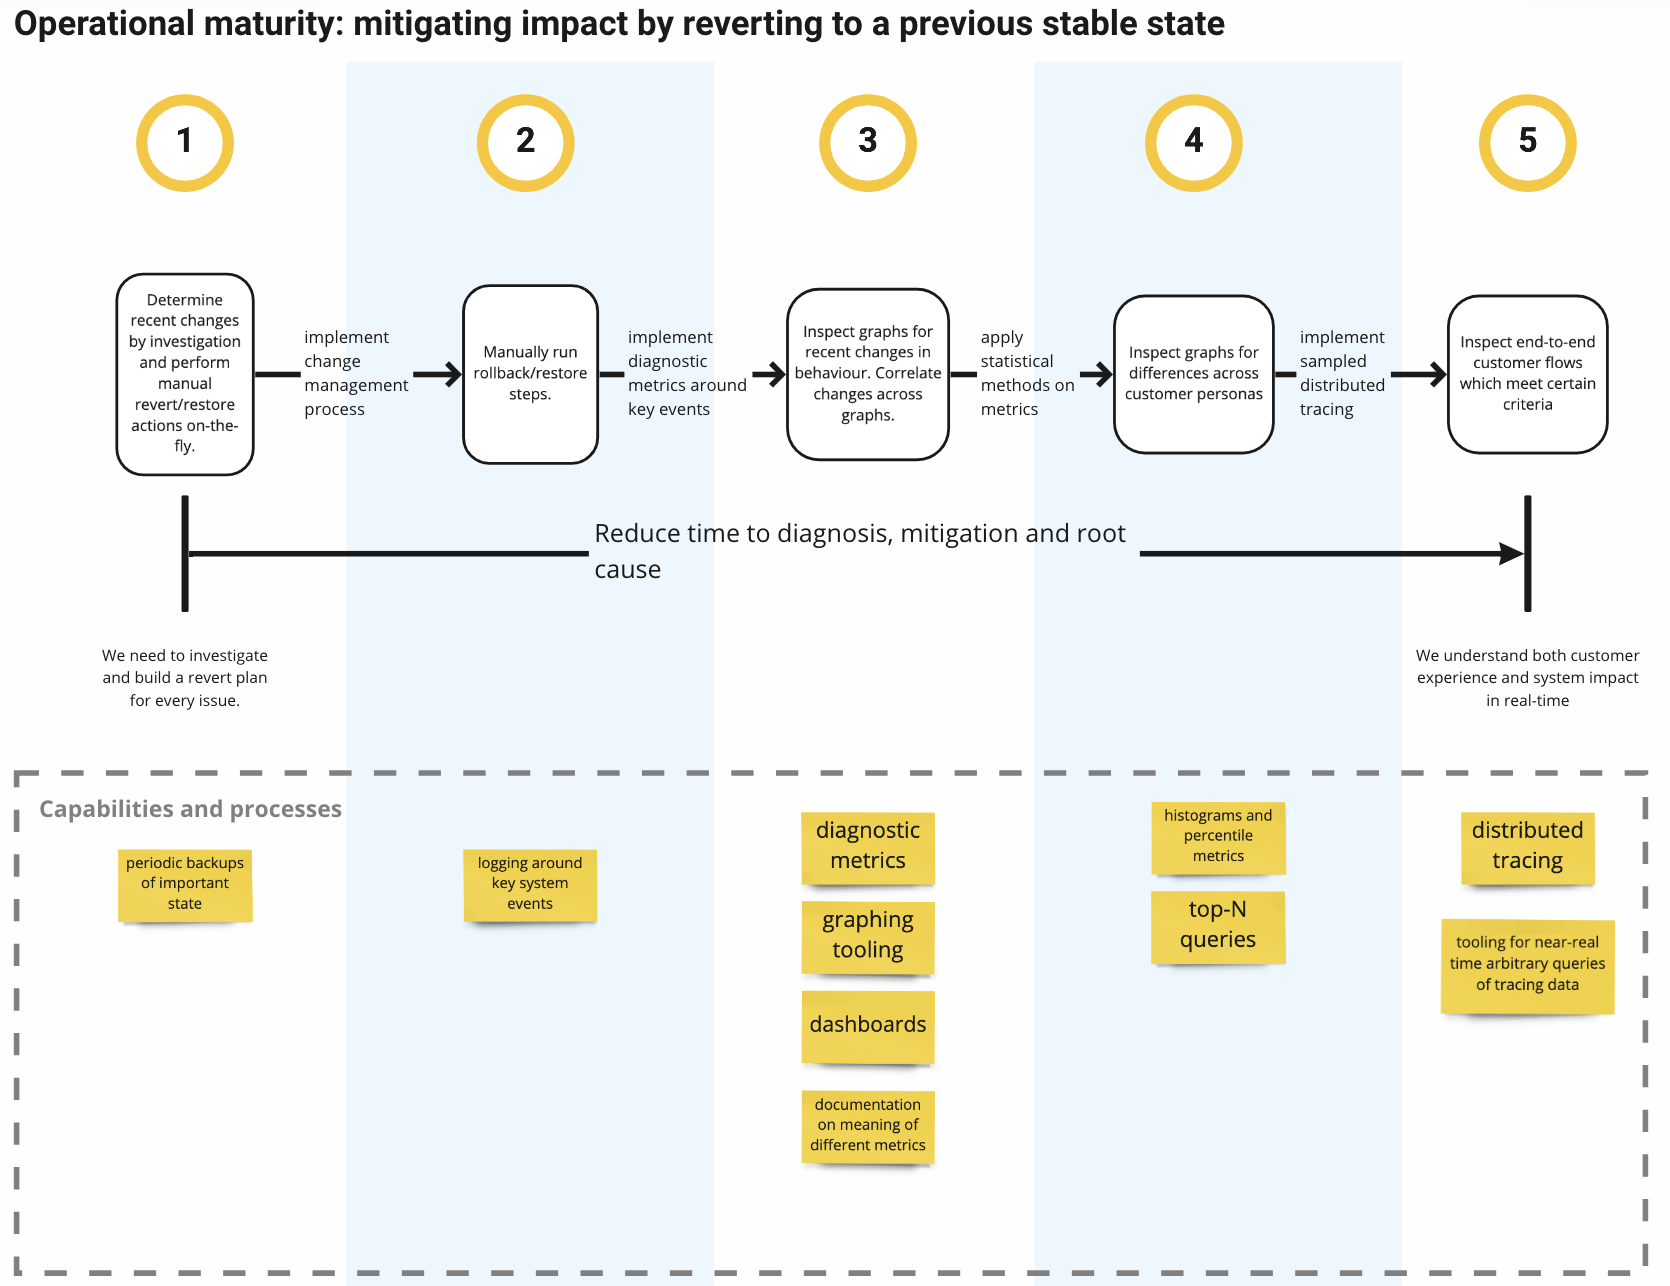 Operational maturity: mitigating impact by reverting to a previous stable state
1
2
3
4
5
Determine
recent changes
by investigation
and perform
manual
revert/restore
actions on-the-
fly.
implement
change
management
process
Manually run
rollback/restore
steps.
implement
diagnostic
metrics around
key events
Inspect graphs for
recent changes in
behaviour. Correlate
changes across
graphs.
apply
statistical
methods on
metrics
Inspect graphs for
differences across
customer personas
implement
sampled
distributed
tracing
Inspect end-to-end
customer flows
which meet certain
criteria
Reduce time to diagnosis, mitigation and root
cause
We need to investigate
and build a revert plan
for every issue.
We understand both customer
experience and system impact
in real-time
Capabilities and processes
periodic backups
of important
state
logging around
key system
events
diagnostic
metrics
graphing
tooling
dashboards
documentation
on meaning of
different metrics
histograms and
percentile
metrics
top-N
queries
distributed
tracing
tooling for near-real
time arbitrary queries
of tracing data